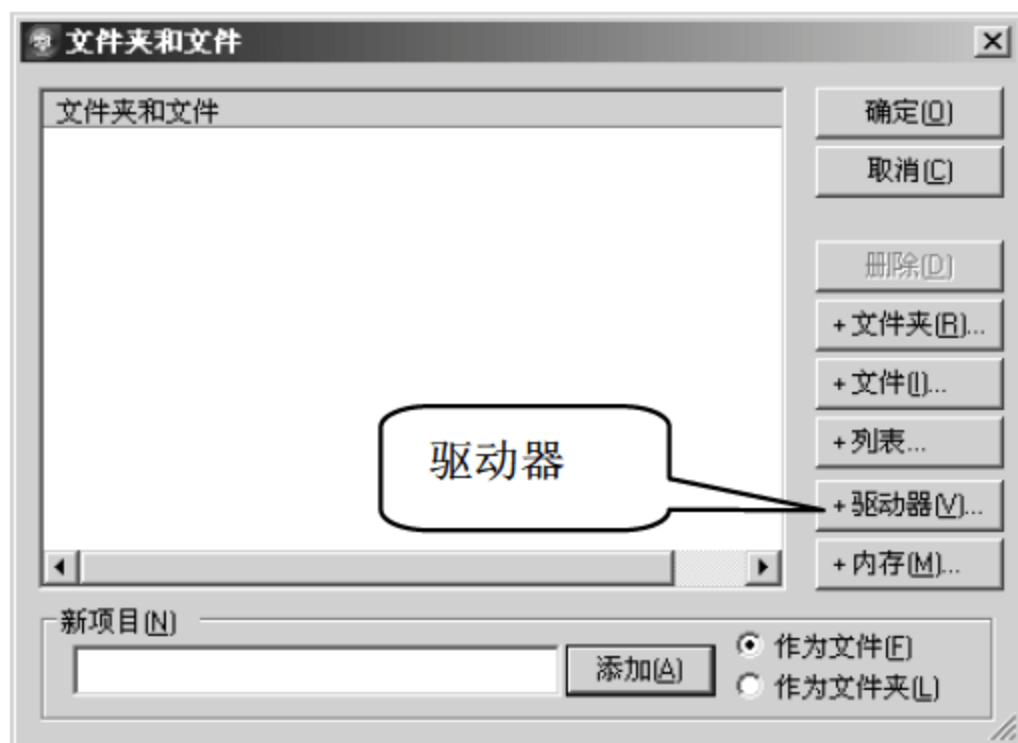 文件夹和文件
文件夹和文件
确定(O)
取消(C)
删除(D)
+文件夹(R)...
+文件(I)...
+列表...
驱动器
+驱动器(V)...
+内存(M)...
新项目(N)
添加(A)
作为文件(F)
作为文件夹(L)